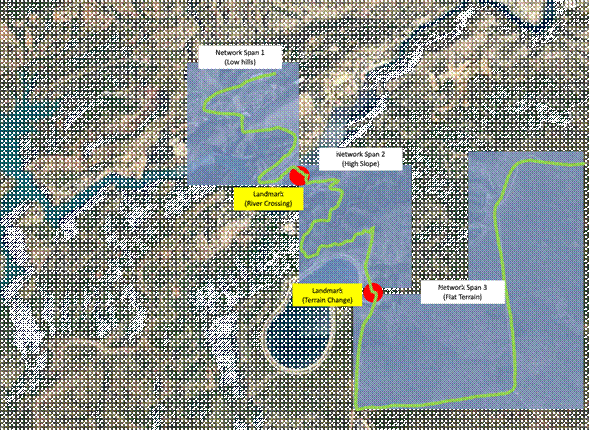 Network Span 1
(Low hills)
Network Span 2
(High Slope)
Landmark
(River Crossing)
Landmark
(Terrain Change)
Network Span 3
(Flat Terrain)